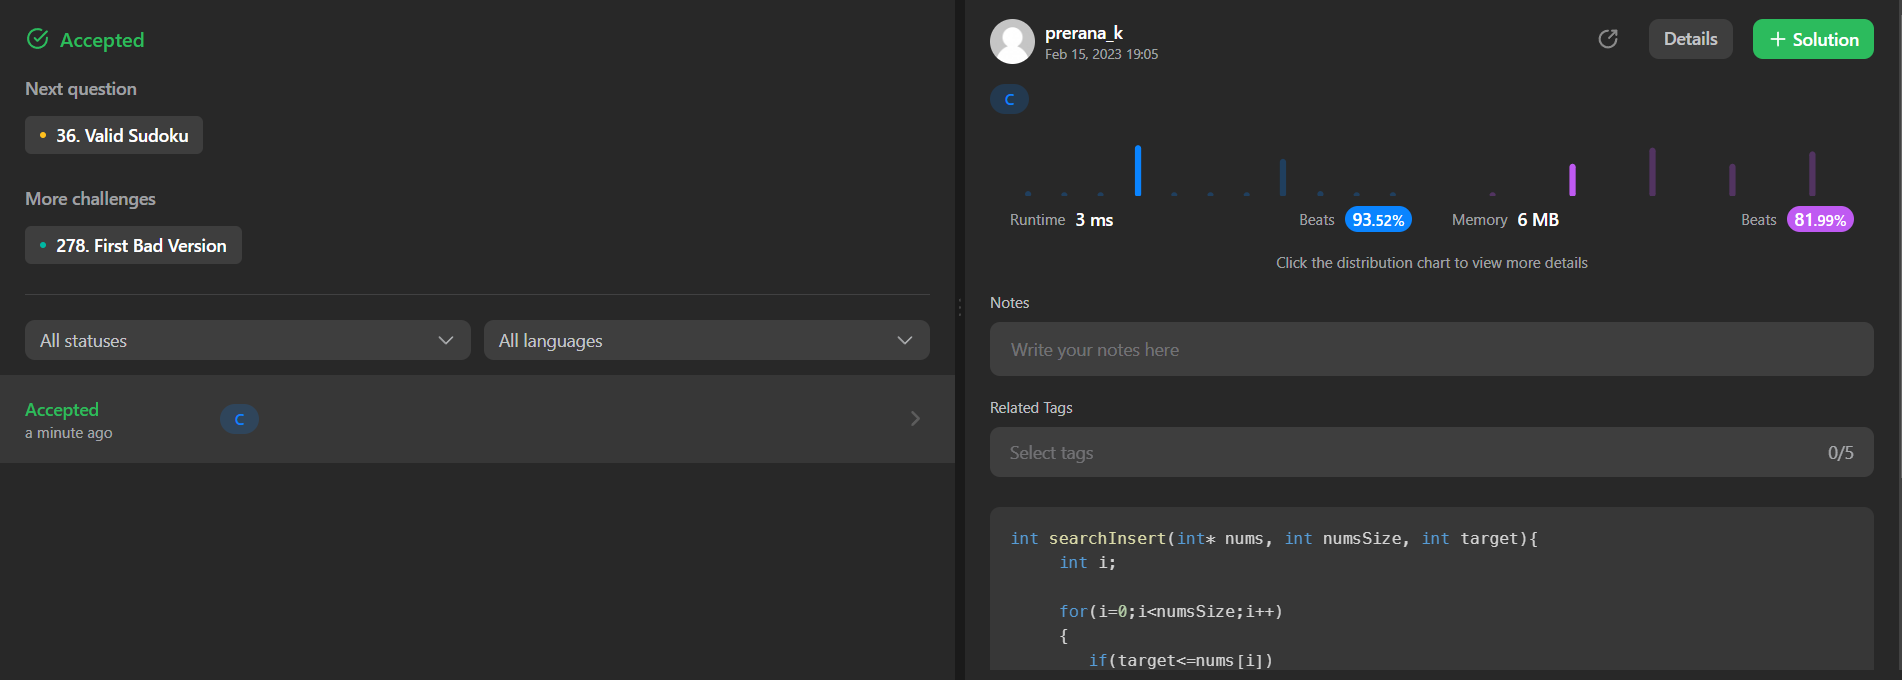 Accepted
Next question
36. Valid Sudoku
More challenges
278. First Bad Version
All statuses
All languages
Accepted
a minute ago
C
prerana_k
Feb 15, 2023 19:05
Details
+ Solution
C
Runtime 3 ms
Beats 93.52%
Memory 6 MB
Beats 81.99%
Click the distribution chart to view more details
Notes
Write your notes here
Related Tags
Select tags
0/5
int searchInsert(int* nums, int numsSize, int target){
int i;
for(i=0;i<numsSize;i++)
{
if(target<=nums[i])